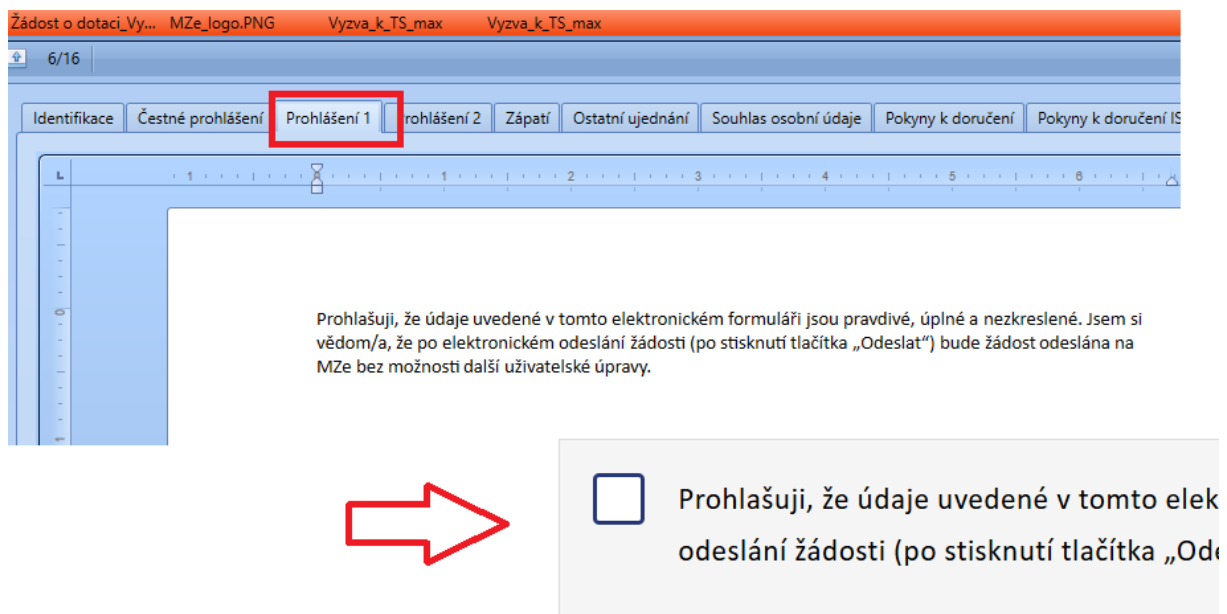 Žádost o dotaci_Vy... MZe_logo.PNG Vyzva_k_TS_max Vyzva_k_TS_max
6/16
Identifikace Čestné prohlášení Prohlášení 1 rohlášení 2 Zápatí Ostatní ujednání Souhlas osobní údaje Pokyny k doručení Pokyny k doručení IS
L 1 1 2 3 4 5 6
0
1
Prohlašuji, že údaje uvedené v tomto elektronickém formuláři jsou pravdivé, úplné a nezkreslené. Jsem si
vědom/a, že po elektronickém odeslání žádosti (po stisknutí tlačítka „Odeslat“) bude žádost odeslána na
MZe bez možnosti další uživatelské úpravy.
Prohlašuji, že údaje uvedené v tomto elek
odeslání žádosti (po stisknutí tlačítka „Ode